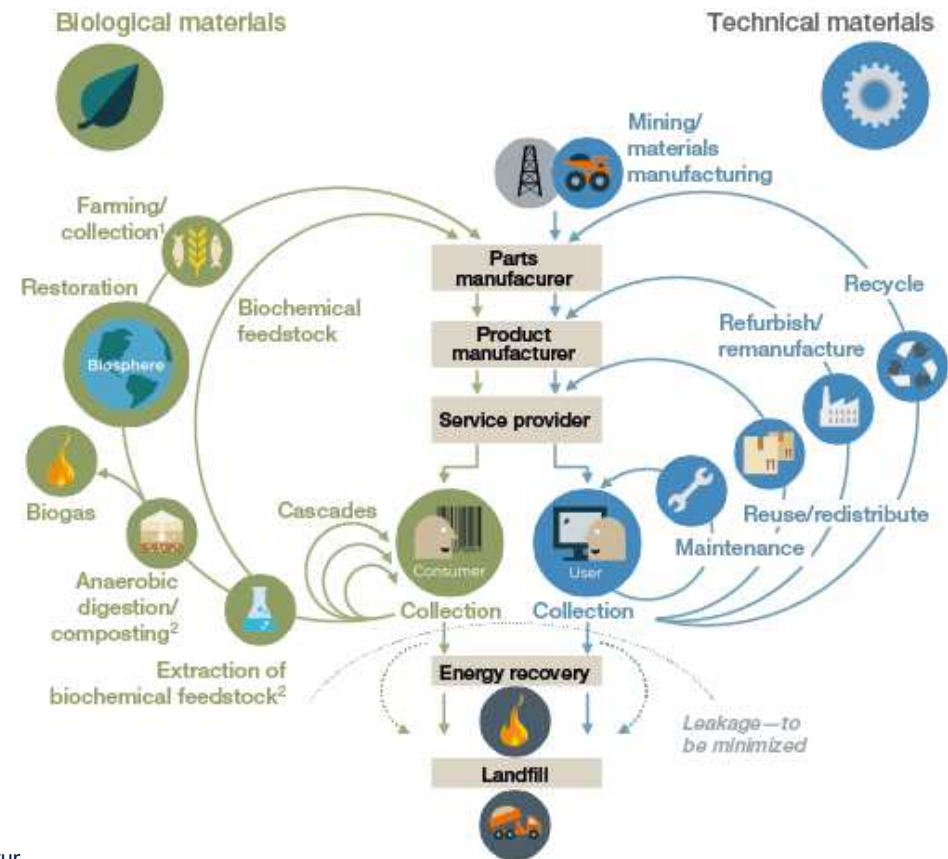 Biological materials
Technical materials
Mining/
materials
manufacturing
Farming/
collection¹
Restoration
Biosphere
Biochemical
feedstock
Parts
manufacurer
Recycle
Product
manufacturer
Refurbish/
remanufacture
Service provider
Biogas
Cascades
Consumer
User
Reuse/redistribute
Maintenance
Anaerobic
digestion/
composting²
Collection
Collection
Extraction of
biochemical feedstock²
Energy recovery
Leakage—to
be minimized
Landfill